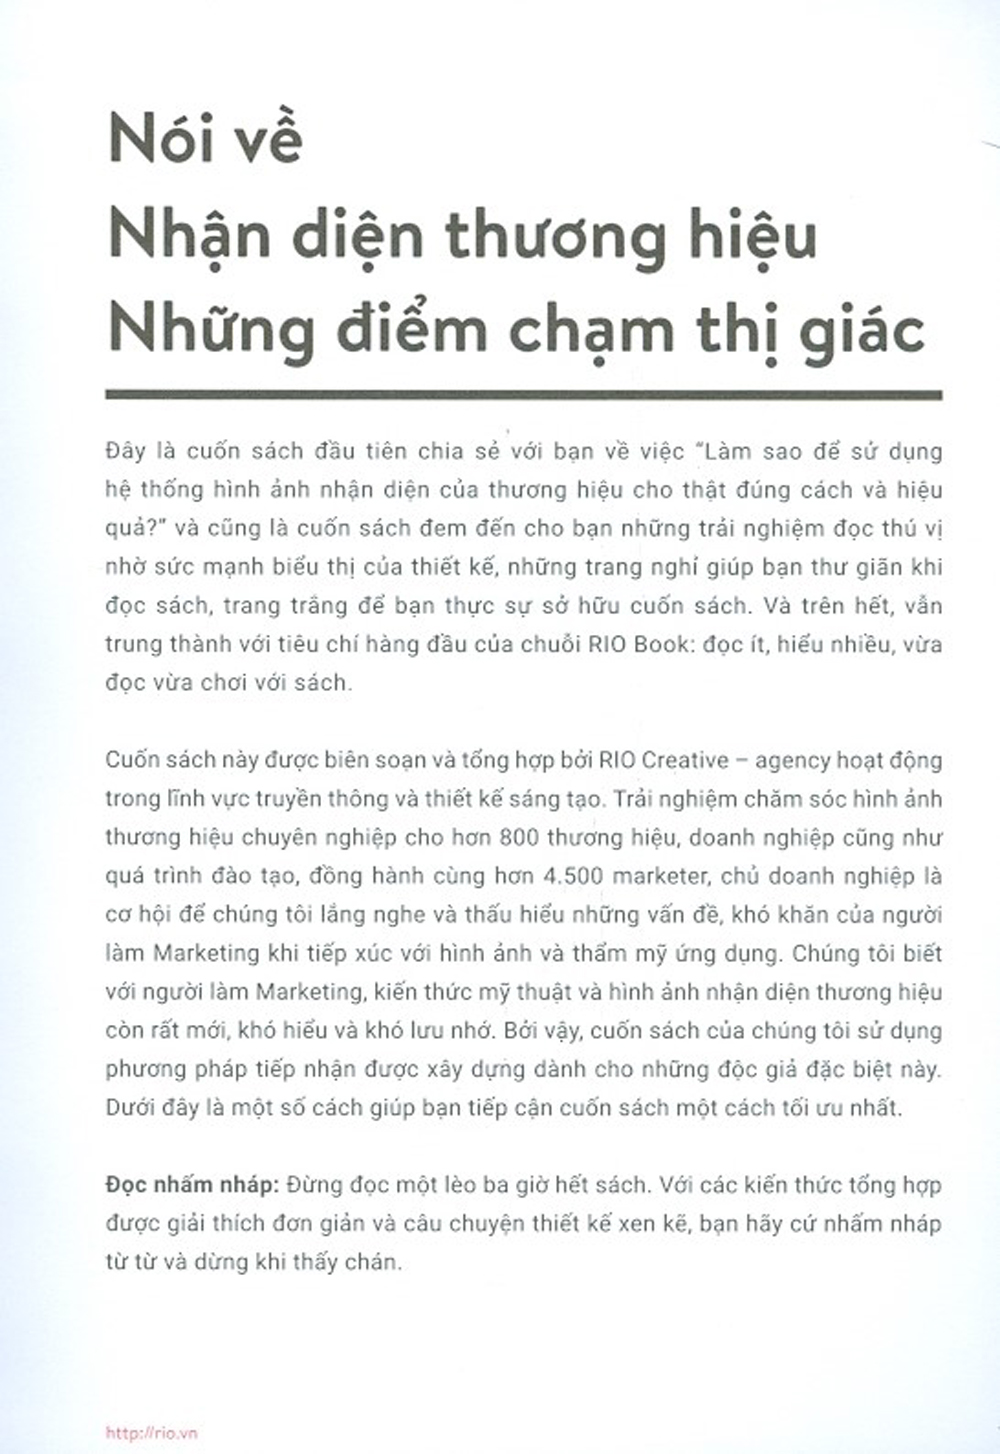 Nói về
Nhận diện thương hiệu
Những điểm chạm thị giác
Đây là cuốn sách đầu tiên chia sẻ với bạn về việc “Làm sao để sử dụng
hệ thống hình ảnh nhận diện của thương hiệu cho thật đúng cách và hiệu
quả?” và cũng là cuốn sách đem đến cho bạn những trải nghiệm đọc thú vị
nhờ sức mạnh biểu thị của thiết kế, những trang nghỉ giúp bạn thư giãn khi
đọc sách, trang trắng để bạn thực sự sở hữu cuốn sách. Và trên hết, vẫn
trung thành với tiêu chí hàng đầu của chuỗi RIO Book: đọc ít, hiểu nhiều, vừa
đọc vừa chơi với sách.
Cuốn sách này được biên soạn và tổng hợp bởi RIO Creative – agency hoạt động
trong lĩnh vực truyền thông và thiết kế sáng tạo. Trải nghiệm chăm sóc hình ảnh
thương hiệu chuyên nghiệp cho hơn 800 thương hiệu, doanh nghiệp cũng như
quá trình đào tạo, đồng hành cùng hơn 4.500 marketer, chủ doanh nghiệp là
cơ hội để chúng tôi lắng nghe và thấu hiểu những vấn đề, khó khăn của người
làm Marketing khi tiếp xúc với hình ảnh và thẩm mỹ ứng dụng. Chúng tôi biết
với người làm Marketing, kiến thức mỹ thuật và hình ảnh nhận diện thương hiệu
còn rất mới, khó hiểu và khó lưu nhớ. Bởi vậy, cuốn sách của chúng tôi sử dụng
phương pháp tiếp nhận được xây dựng dành cho những độc giả đặc biệt này.
Dưới đây là một số cách giúp bạn tiếp cận cuốn sách một cách tối ưu nhất.
Đọc nhấm nháp: Đừng đọc một lèo ba giờ hết sách. Với các kiến thức tổng hợp
được giải thích đơn giản và câu chuyện thiết kế xen kẽ, bạn hãy cứ nhấm nháp
từ từ và dừng khi thấy chán.
http://rio.vn